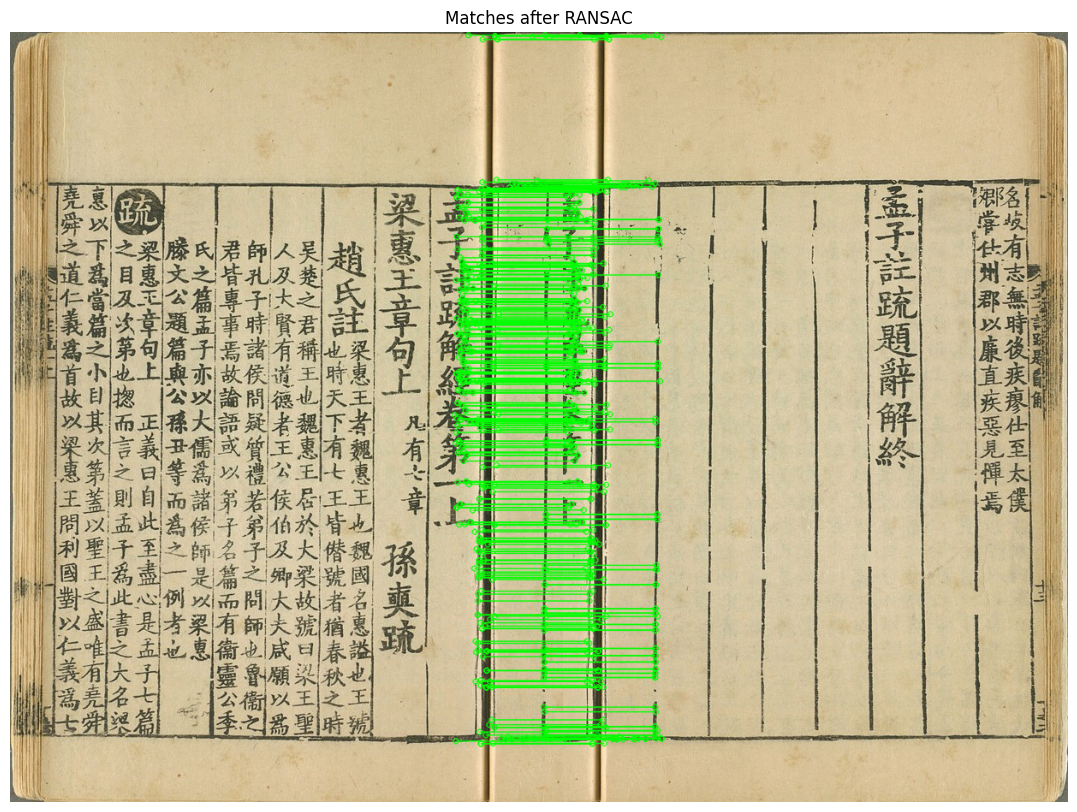 Matches after RANSAC
名岐有志無時後疾瘳仕至太僕
鄉嘗仕州郡以廉直疾惡見憚焉
孟子註疏題辭解終
孟子註疏解經卷第一上
梁惠王章句上 凡有七章 孫奭疏
趙氏註
梁惠王者魏惠王也魏國名惠謚也王號
也時天下有七王皆僭號者猶春秋之時
吳楚之君稱王也魏惠王居於大梁故號曰梁王聖
人及大賢有道德者王公侯伯及卿大夫咸願以爲
師孔子時諸侯問疑質禮若弟子之問師也魯衞之
君皆專事焉故論語或以弟子名篇而有衞靈公季
氏之篇孟子亦以大儒爲諸侯師是以梁惠
滕文公題篇與公孫丑等而爲之一例者也
疏
梁惠王章句上 正義曰自此至盡心是孟子七篇
之目及次第也揔而言之則孟子爲此書之大名梁
惠以下爲當篇之小目其次第蓋以聖王之盛唯有堯舜
堯舜之道仁義爲首故以梁惠王問利國對以仁義爲七